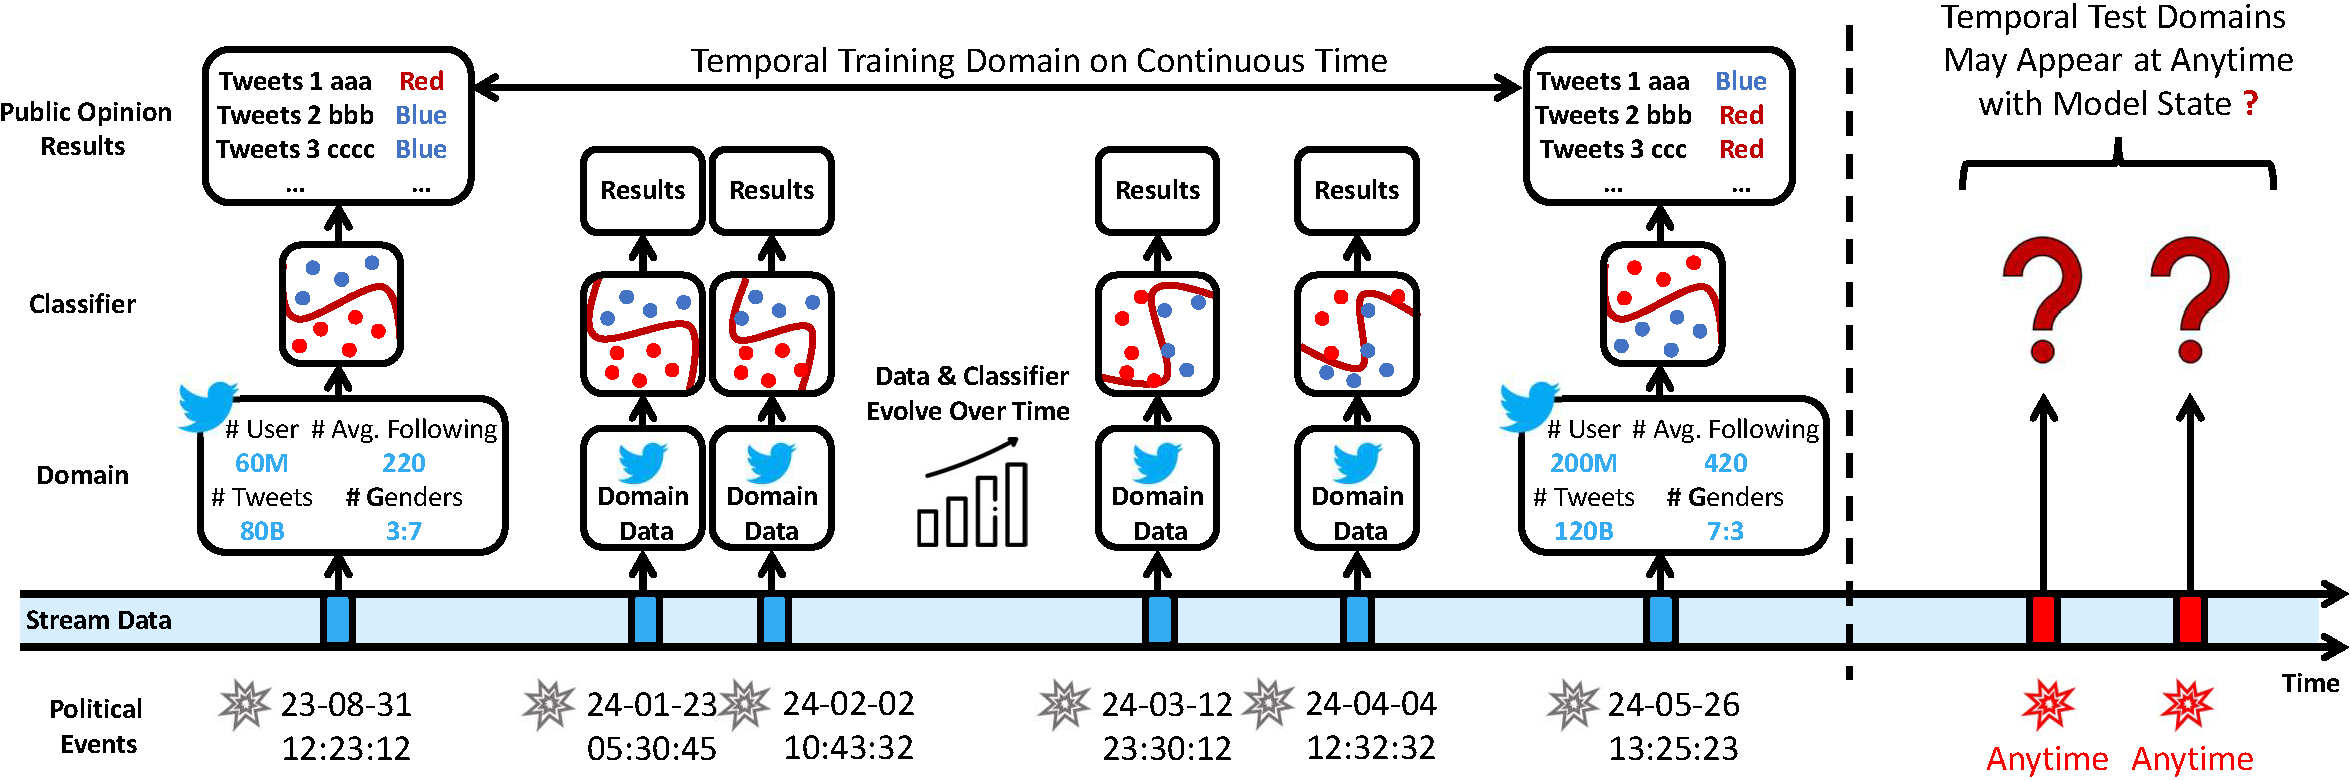 Temporal Training Domain on Continuous Time
Temporal Test Domains
May Appear at Anytime
with Model State ?
Public Opinion
Results
Tweets 1 aaa Red
Tweets 2 bbb Blue
Tweets 3 cccc Blue
... ...
Results
Results
Results
Results
Tweets 1 aaa Blue
Tweets 2 bbb Red
Tweets 3 ccc Red
... ...
Classifier
? ?
Data & Classifier
Evolve Over Time
Domain
# User # Avg. Following
60M 220
# Tweets # Genders
80B 3:7
Domain
Data
Domain
Data
Domain
Data
Domain
Data
# User # Avg. Following
200M 420
# Tweets # Genders
120B 7:3
Stream Data
Time
Political
Events
23-08-31
12:23:12
24-01-23
05:30:45
24-02-02
10:43:32
24-03-12
23:30:12
24-04-04
12:32:32
24-05-26
13:25:23
Anytime
Anytime